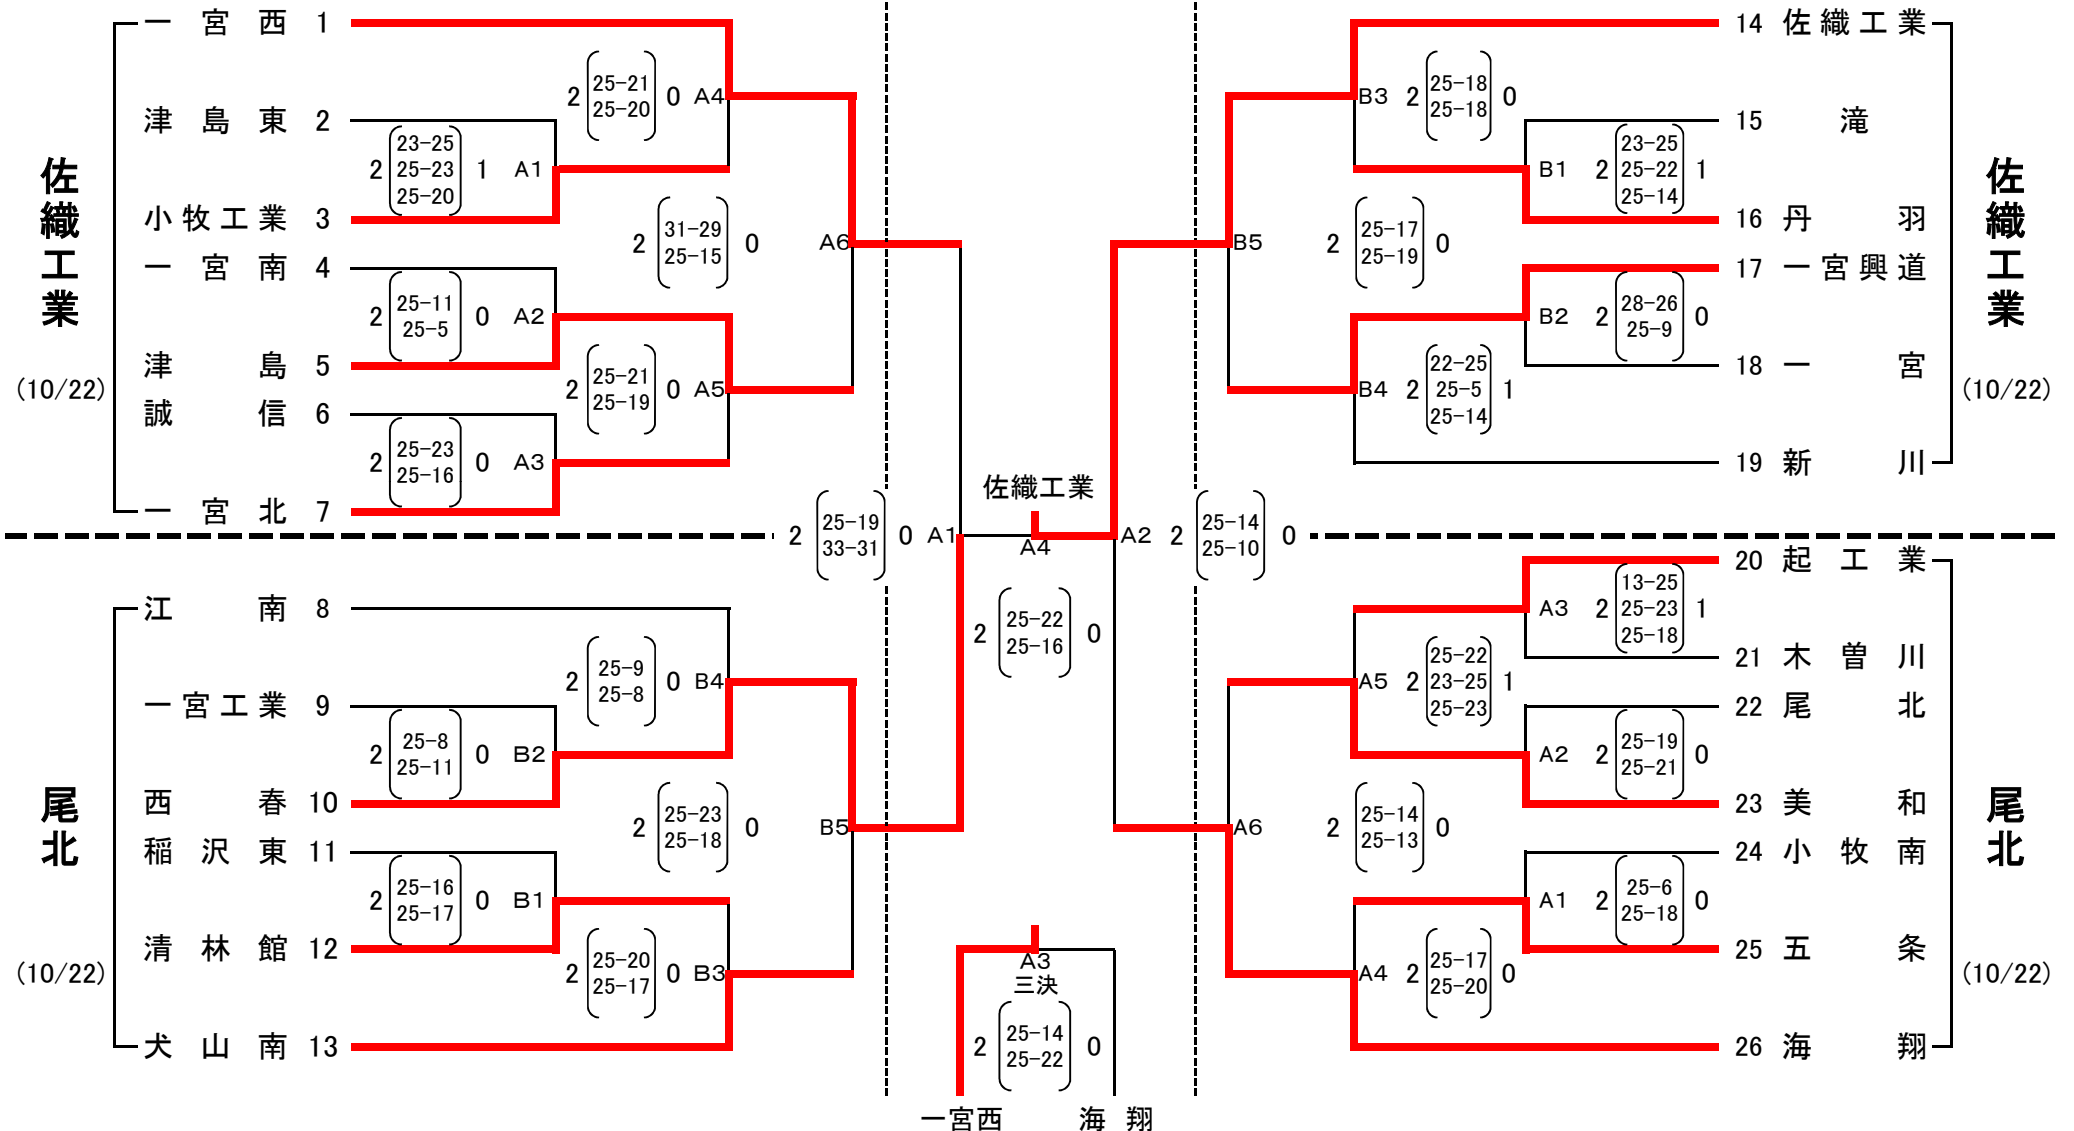 佐織工業
(10/22)
一宮西 1
津島東 2
小牧工業 3
一宮南 4
津島 5
誠信 6
一宮北 7
2 23-25 25-23 25-20 1 A1
2 25-11 25-5 0 A2
2 25-23 25-16 0 A3
2 25-21 25-20 0 A4
2 25-21 25-19 0 A5
2 31-29 25-15 0 A6
尾北
(10/22)
江南 8
一宮工業 9
西春 10
稲沢東 11
清林館 12
犬山南 13
2 25-8 25-11 0 B2
2 25-16 25-17 0 B1
2 25-9 25-8 0 B4
2 25-20 25-17 0 B3
2 25-23 25-18 0 B5
2 25-19 33-31 0 A1
佐織工業
A4
2 25-22 25-16 0
A2 2 25-14 25-10 0
A3
三決
2 25-14 25-22 0
一宮西
海翔
14 佐織工業
15 滝
16 丹羽
17 一宮興道
18 一宮
19 新川
B3 2 25-18 25-18 0
B1 2 23-25 25-22 25-14 1
B5 2 25-17 25-19 0
B2 2 28-26 25-9 0
B4 2 22-25 25-5 25-14 1
佐織工業
(10/22)
20 起工業
21 木曽川
22 尾北
23 美和
24 小牧南
25 五条
26 海翔
A3 2 13-25 25-23 25-18 1
A5 2 25-22 23-25 25-23 1
A2 2 25-19 25-21 0
A6 2 25-14 25-13 0
A1 2 25-6 25-18 0
A4 2 25-17 25-20 0
尾北
(10/22)